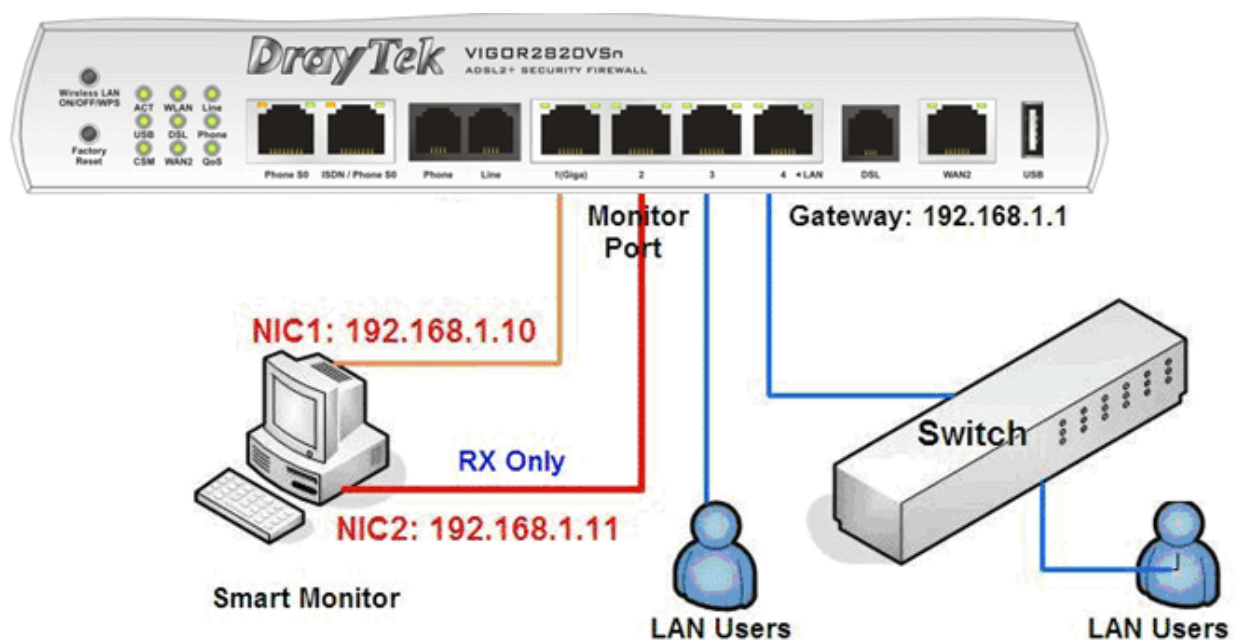 DrayTek VIGOR2820VSn
ADSL2+ SECURITY FIREWALL
Wireless LAN
ON/OFF/WPS
Factory
Reset
ACT WLAN Line
USB DSL Phone
CSM WAN2 QoS
Phone S0 ISDN / Phone S0 Phone Line 1(Giga) 2 3 4 ◄LAN DSL WAN2 USB
Monitor
Port
Gateway: 192.168.1.1
NIC1: 192.168.1.10
RX Only
NIC2: 192.168.1.11
Switch
Smart Monitor
LAN Users
LAN Users